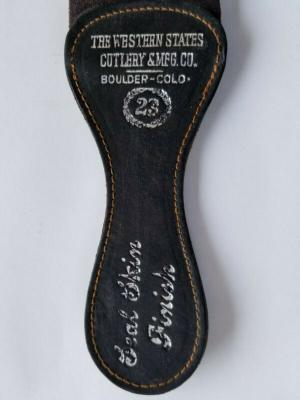 THE WESTERN STATES
CUTLERY & MFG. CO.
BOULDER-COLO.
23
Seal Skin
Finish